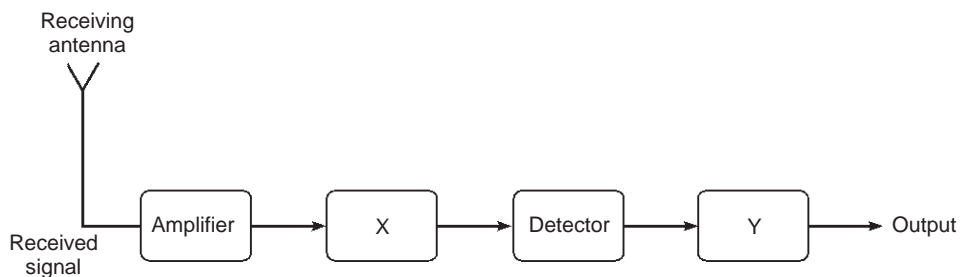 Receiving
antenna
Amplifier
X
Detector
Y
Output
Received
signal